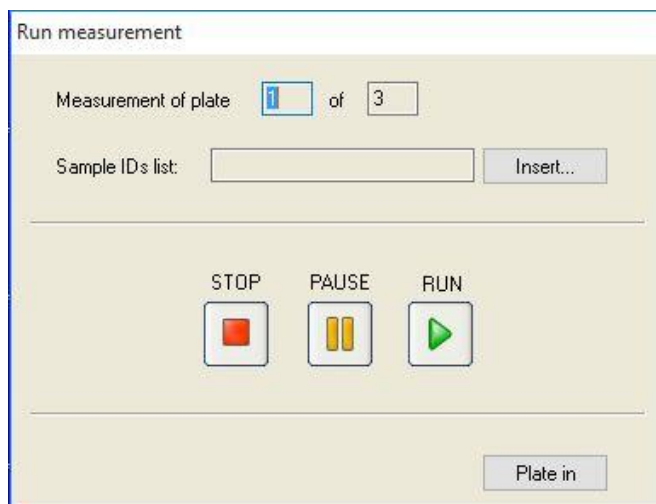 Run measurement
Measurement of plate 1 of 3
Sample IDs list: Insert...
STOP PAUSE RUN
Plate in